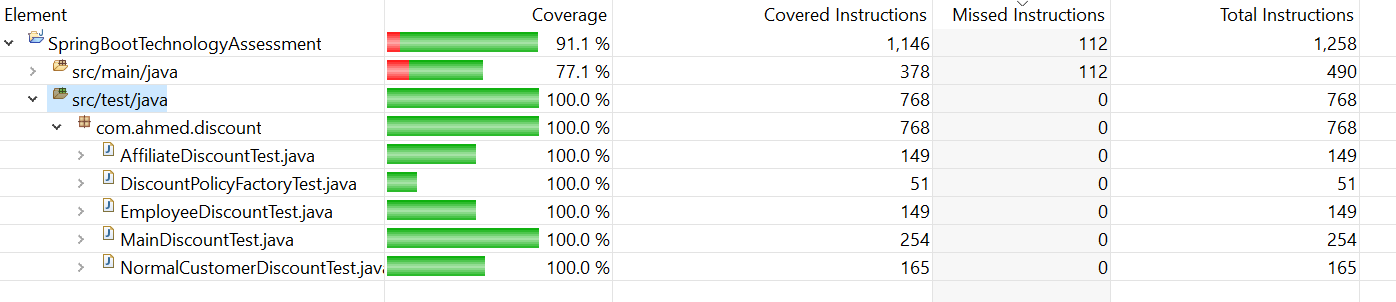 Element Coverage Covered Instructions Missed Instructions Total Instructions
SpringBootTechnologyAssessment 91.1 % 1,146 112 1,258
src/main/java 77.1 % 378 112 490
src/test/java 100.0 % 768 0 768
com.ahmed.discount 100.0 % 768 0 768
AffiliateDiscountTest.java 100.0 % 149 0 149
DiscountPolicyFactoryTest.java 100.0 % 51 0 51
EmployeeDiscountTest.java 100.0 % 149 0 149
MainDiscountTest.java 100.0 % 254 0 254
NormalCustomerDiscountTest.java 100.0 % 165 0 165